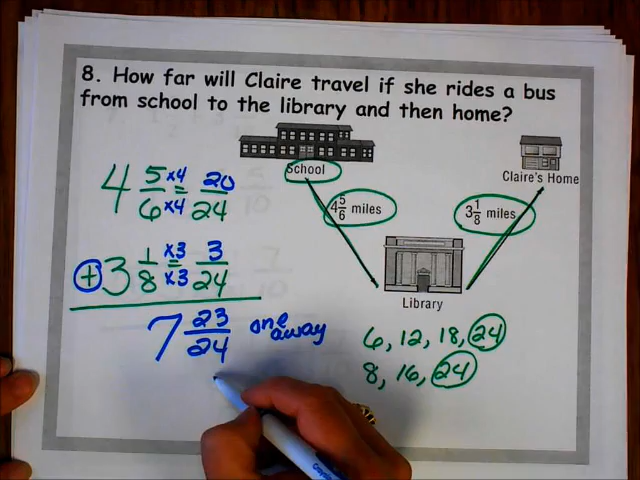 8. How far will Claire travel if she rides a bus
from school to the library and then home?
School
Claire's Home
4 5/6 miles
3 1/8 miles
Library
4 5/6 ×4/×4 = 20/24
+ 3 1/8 ×3/×3 = 3/24
7 23/24 one away
6, 12, 18, 24
8, 16, 24